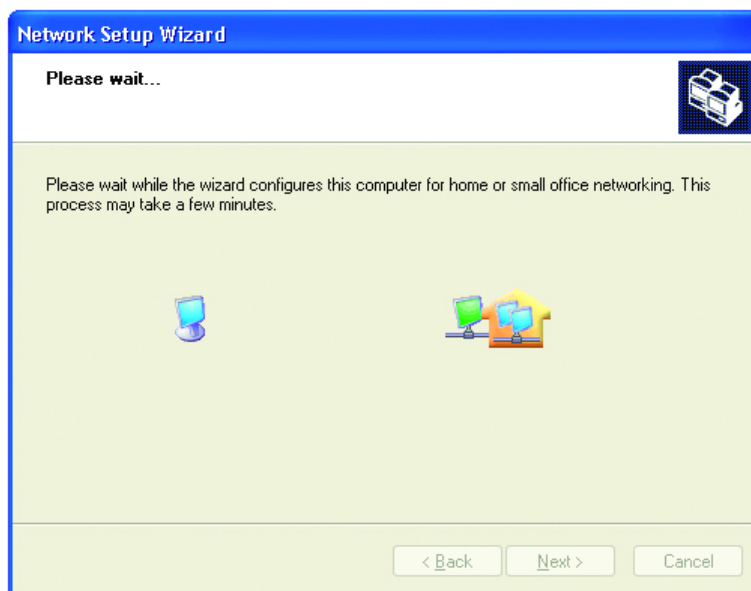 Network Setup Wizard
Please wait...
Please wait while the wizard configures this computer for home or small office networking. This
process may take a few minutes.
< Back
Next >
Cancel